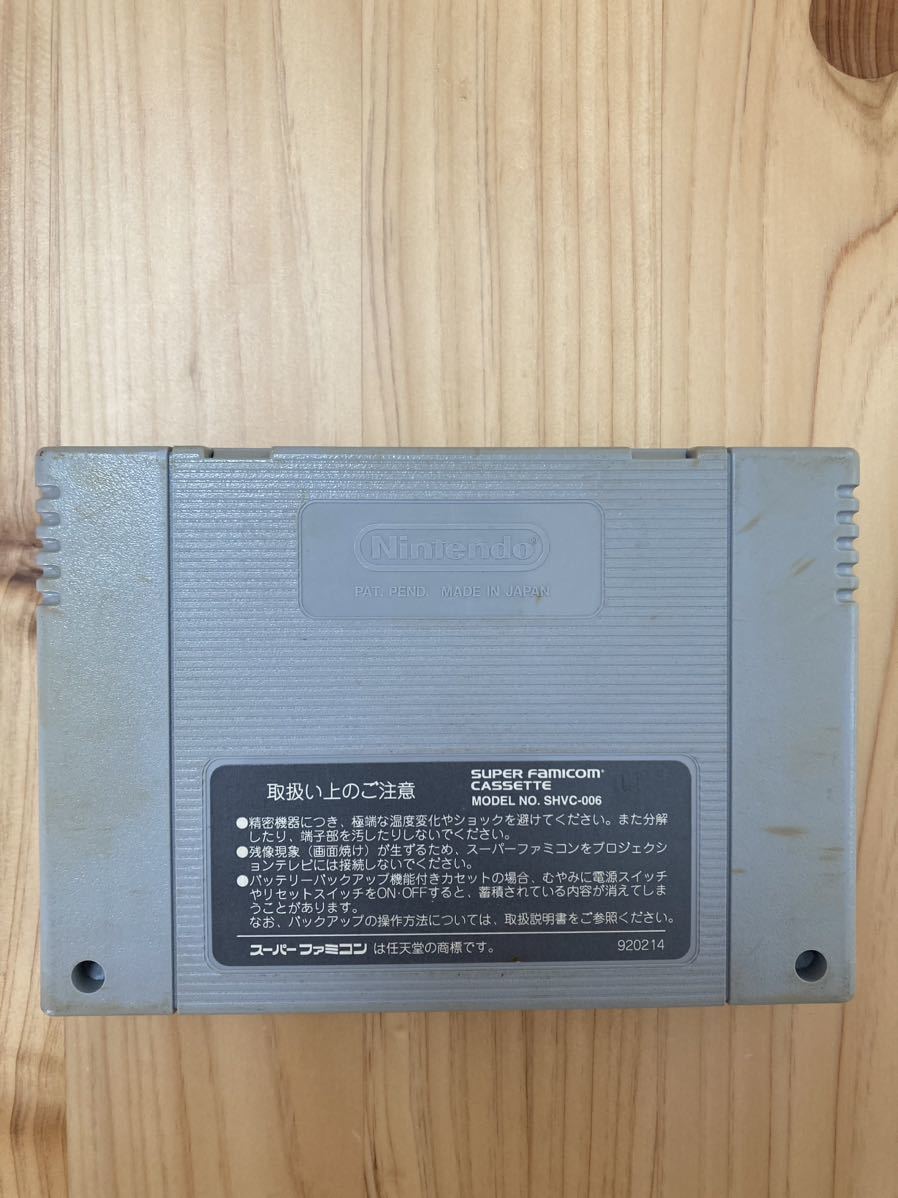 Nintendo®
PAT. PEND. MADE IN JAPAN
取扱い上のご注意
SUPER FAMICOM®
CASSETTE
MODEL NO. SHVC-006
●精密機器につき、極端な温度変化やショックを避けてください。また分解
したり、端子部を汚したりしないでください。
●残像現象（画面焼け）が生ずるため、スーパーファミコンをプロジェクシ
ョンテレビには接続しないでください。
●バッテリーバックアップ機能付きカセットの場合、むやみに電源スイッチ
やリセットスイッチをON・OFFすると、蓄積されている内容が消えてしま
うことがあります。
なお、バックアップの操作方法については、取扱説明書をご参照ください。
スーパーファミコン は任天堂の商標です。
920214